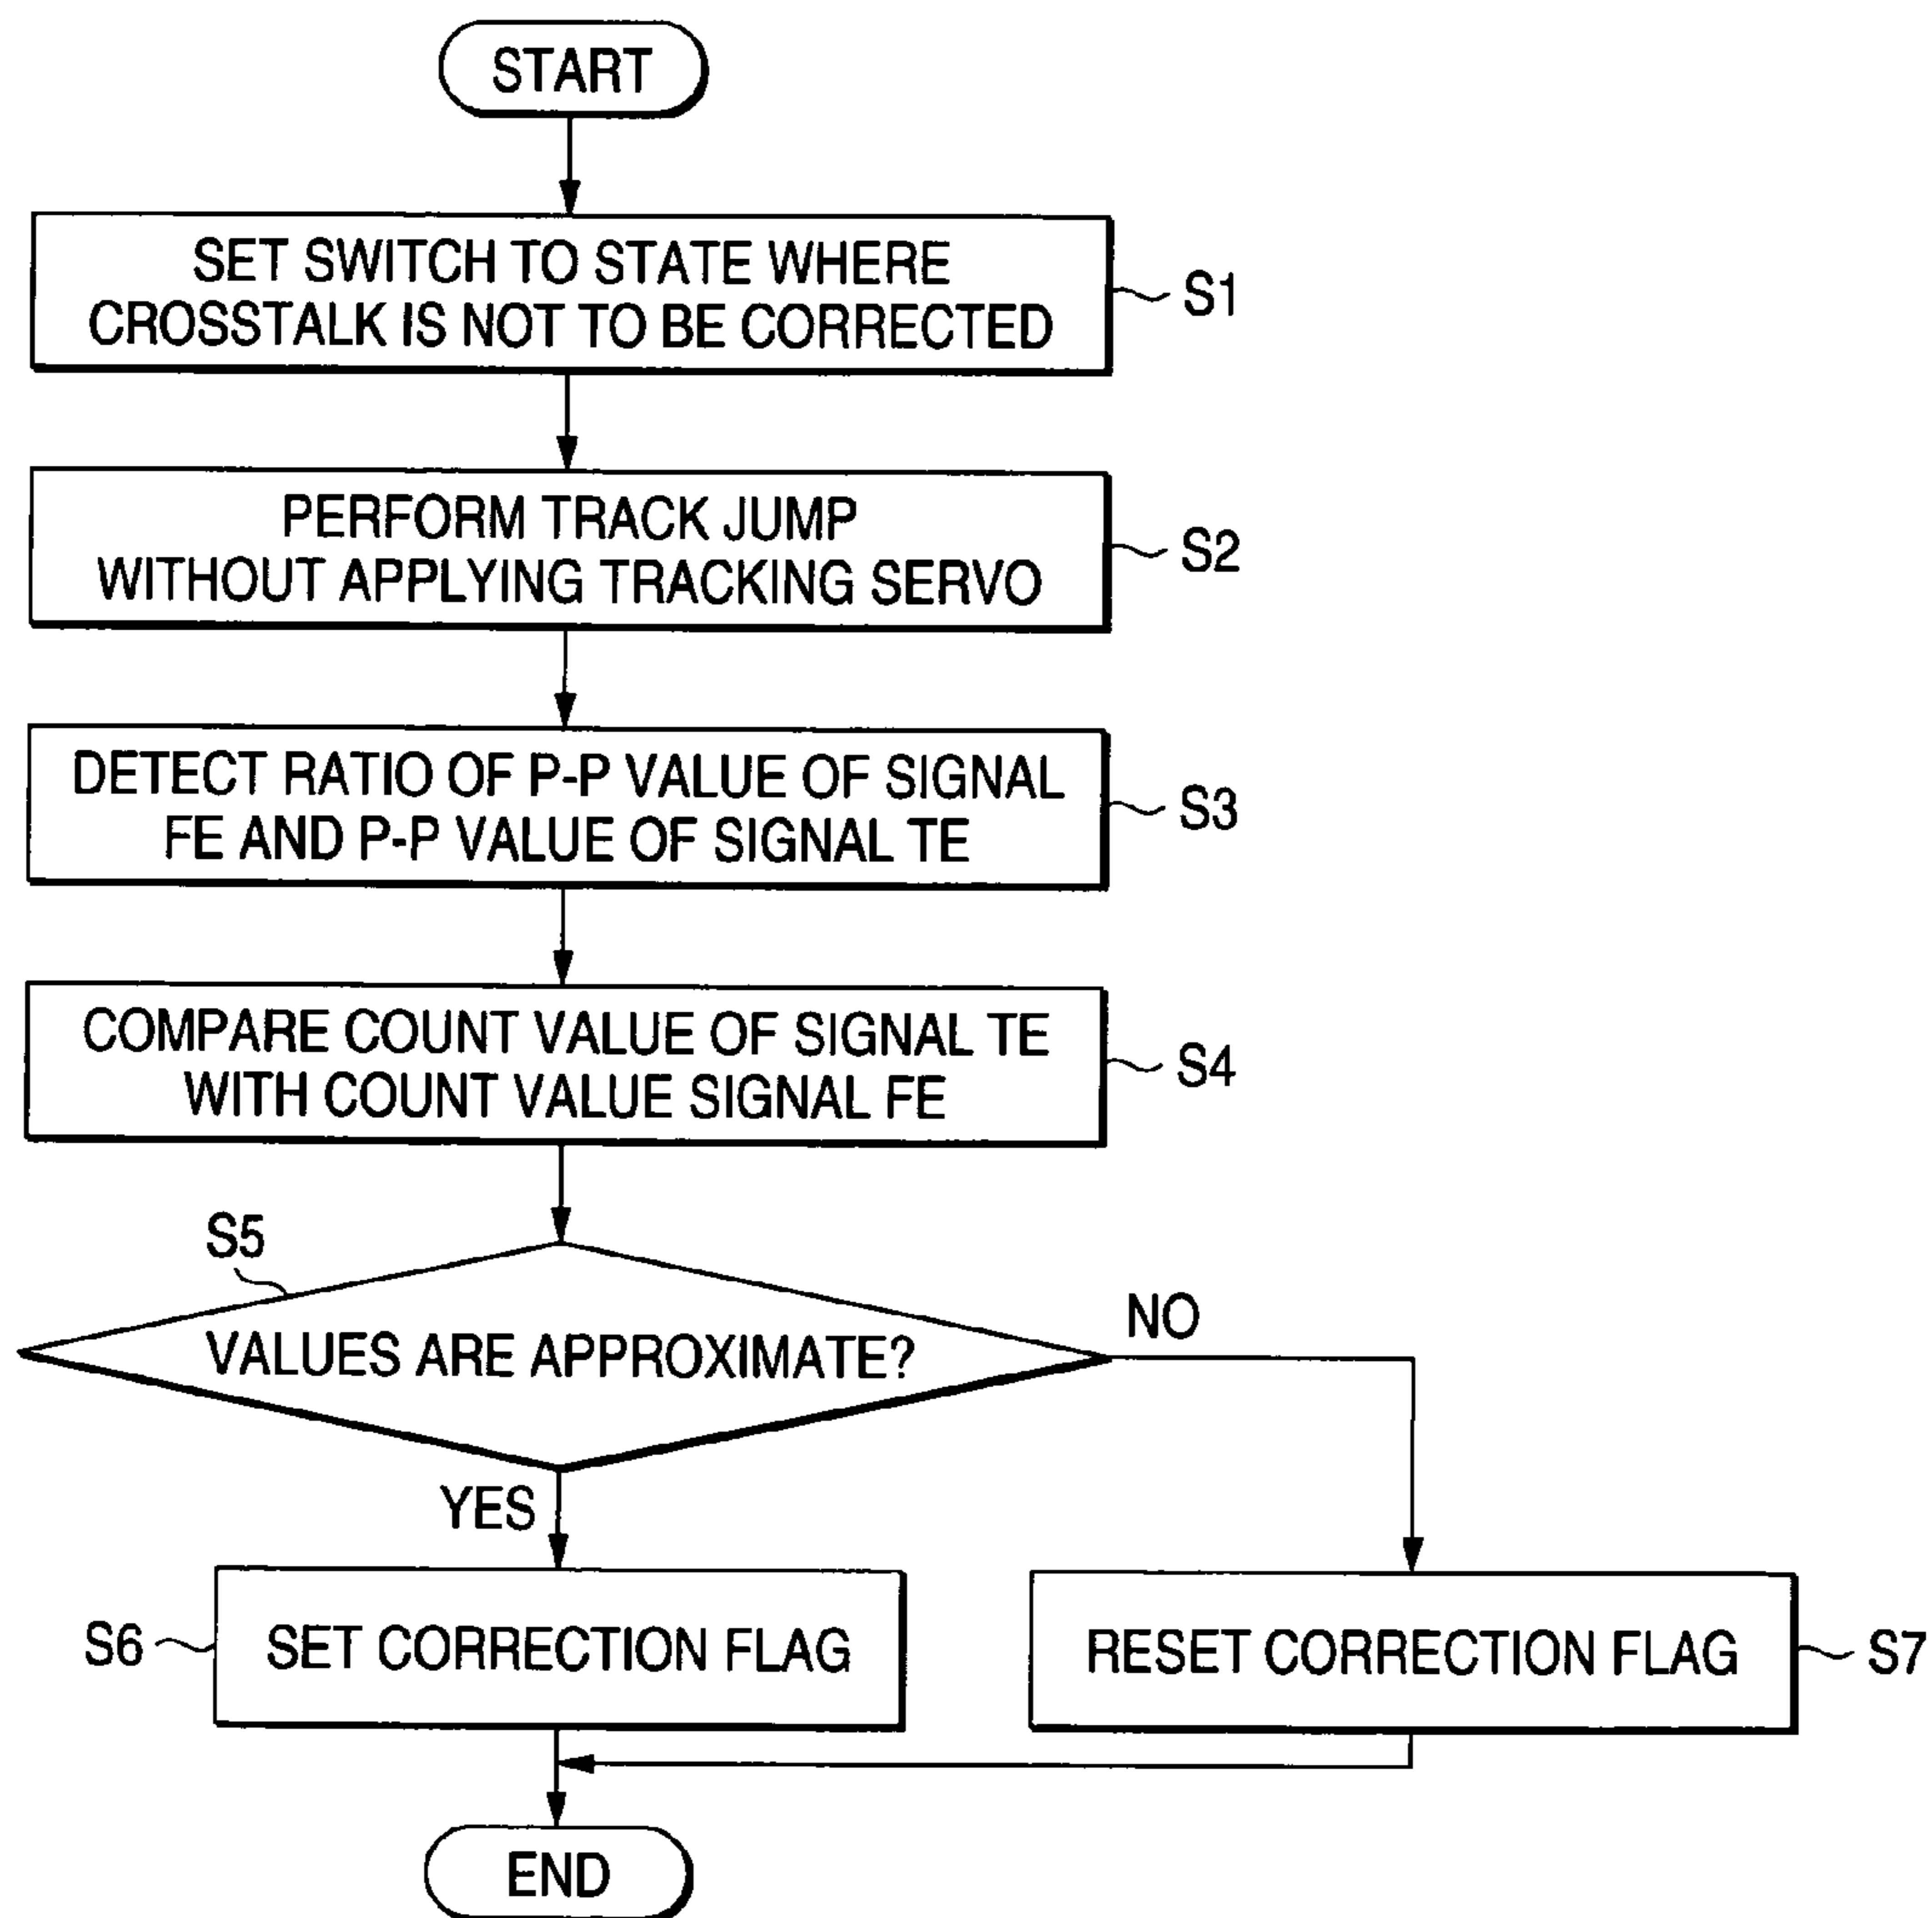 START
SET SWITCH TO STATE WHERE
CROSSTALK IS NOT TO BE CORRECTED
S1
PERFORM TRACK JUMP
WITHOUT APPLYING TRACKING SERVO
S2
DETECT RATIO OF P-P VALUE OF SIGNAL
FE AND P-P VALUE OF SIGNAL TE
S3
COMPARE COUNT VALUE OF SIGNAL TE
WITH COUNT VALUE SIGNAL FE
S4
S5
VALUES ARE APPROXIMATE?
NO
YES
S6
SET CORRECTION FLAG
RESET CORRECTION FLAG
S7
END